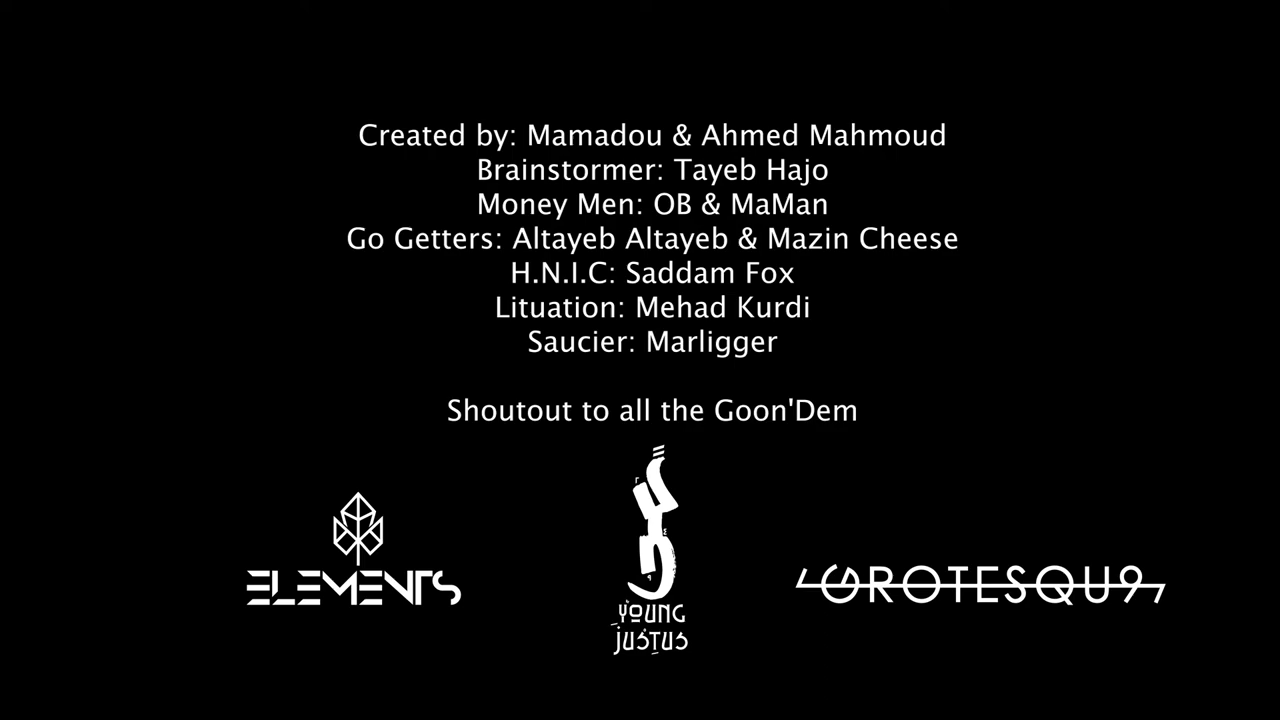 Created by: Mamadou & Ahmed Mahmoud
Brainstormer: Tayeb Hajo
Money Men: OB & MaMan
Go Getters: Altayeb Altayeb & Mazin Cheese
H.N.I.C: Saddam Fox
Lituation: Mehad Kurdi
Saucier: Marligger
Shoutout to all the Goon'Dem
ELEMENTS
YOUNG
JUSTUS
GROTESQU9